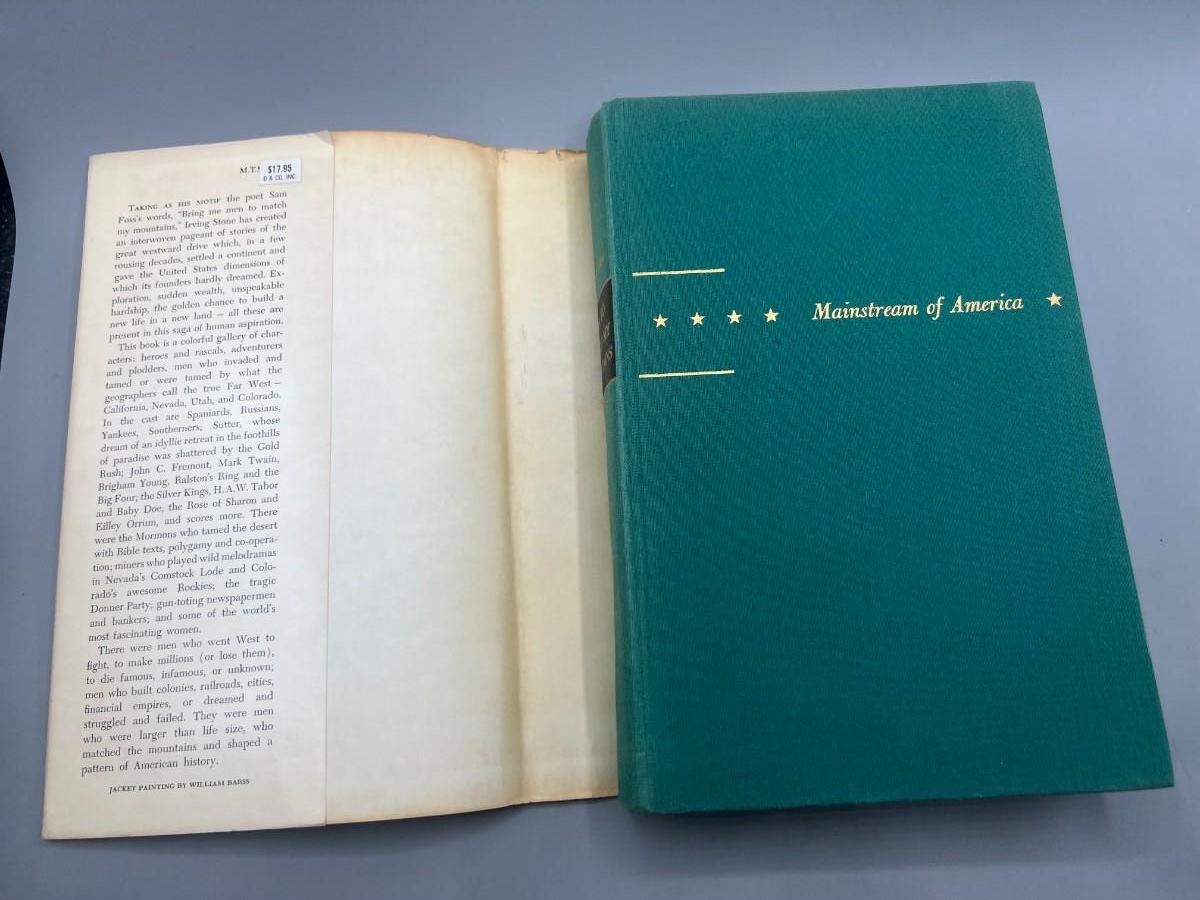 M.T.
$17.95
D & CO. INC.
TAKING AS HIS MOTIF the poet Sam
Foss's words, "Bring me men to match
my mountains," Irving Stone has created
an interwoven pageant of stories of the
great westward drive which, in a few
rousing decades, settled a continent and
gave the United States dimensions of
which its founders hardly dreamed. Ex-
ploration, sudden wealth, unspeakable
hardship, the golden chance to build a
new life in a new land — all these are
present in this saga of human aspiration.
This book is a colorful gallery of char-
acters: heroes and rascals, adventurers
and plodders, men who invaded and
tamed or were tamed by what the
geographers call the true Far West —
California, Nevada, Utah, and Colorado.
In the cast are Spaniards, Russians,
Yankees, Southerners; Sutter, whose
dream of an idyllic retreat in the foothills
of paradise was shattered by the Gold
Rush; John C. Fremont, Mark Twain,
Brigham Young, Ralston's Ring and the
Big Four; the Silver Kings, H. A. W. Tabor
and Baby Doe, the Rose of Sharon and
Eilley Orrum, and scores more. There
were the Mormons who tamed the desert
with Bible texts, polygamy and co-opera-
tion; miners who played wild melodramas
in Nevada's Comstock Lode and Colo-
rado's awesome Rockies; the tragic
Donner Party; gun-toting newspapermen
and bankers; and some of the world's
most fascinating women.
There were men who went West to
fight, to make millions (or lose them),
to die famous, infamous, or unknown;
men who built colonies, railroads, cities,
financial empires, or dreamed and
struggled and failed. They were men
who were larger than life size, who
matched the mountains and shaped a
pattern of American history.
JACKET PAINTING BY WILLIAM BARSS
Mainstream of America